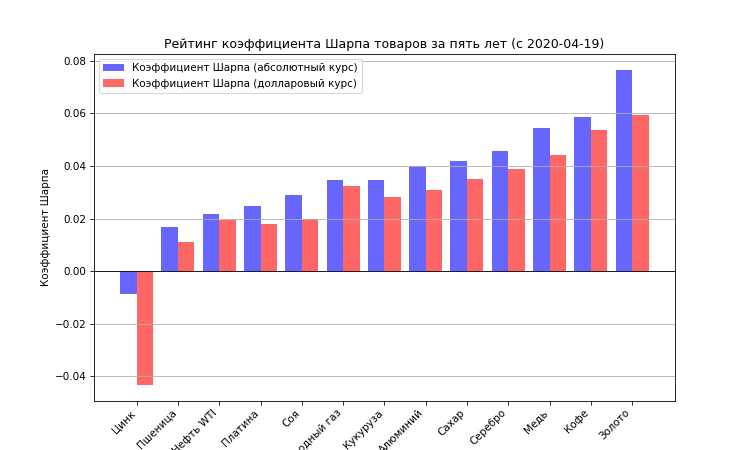 Рейтинг коэффициента Шарпа товаров за пять лет (с 2020-04-19)
Коэффициент Шарпа (абсолютный курс)
Коэффициент Шарпа (долларовый курс)
Коэффициент Шарпа
0.08
0.06
0.04
0.02
0.00
−0.02
−0.04
Цинк
Пшеница
Нефть WTI
Платина
Соя
одный газ
Кукуруза
Алюминий
Сахар
Серебро
Медь
Кофе
Золото